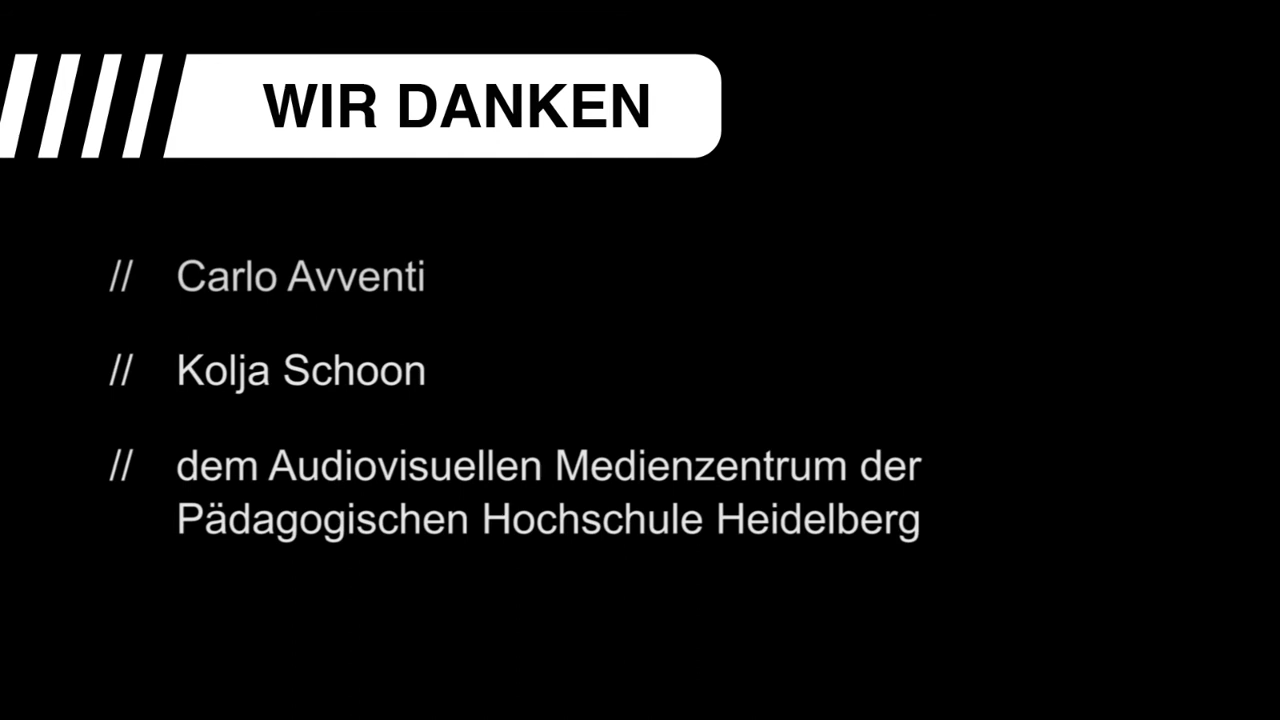 WIR DANKEN
// Carlo Avventi
// Kolja Schoon
// dem Audiovisuellen Medienzentrum der
Pädagogischen Hochschule Heidelberg